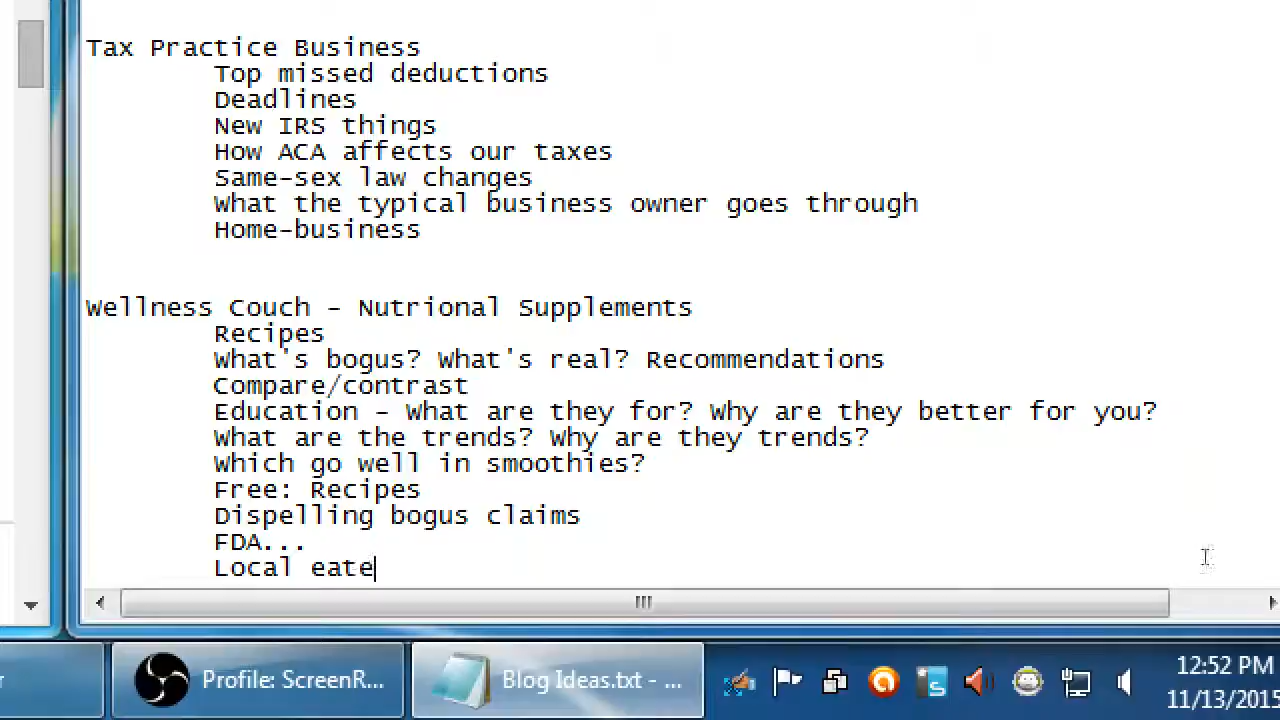 Tax Practice Business
Top missed deductions
Deadlines
New IRS things
How ACA affects our taxes
Same-sex law changes
What the typical business owner goes through
Home-business
Wellness Couch - Nutrional Supplements
Recipes
What's bogus? What's real? Recommendations
Compare/contrast
Education - What are they for? Why are they better for you?
What are the trends? Why are they trends?
Which go well in smoothies?
Free: Recipes
Dispelling bogus claims
FDA...
Local eate
r
Profile: ScreenR...
Blog Ideas.txt - ...
S
12:52 PM
11/13/2015